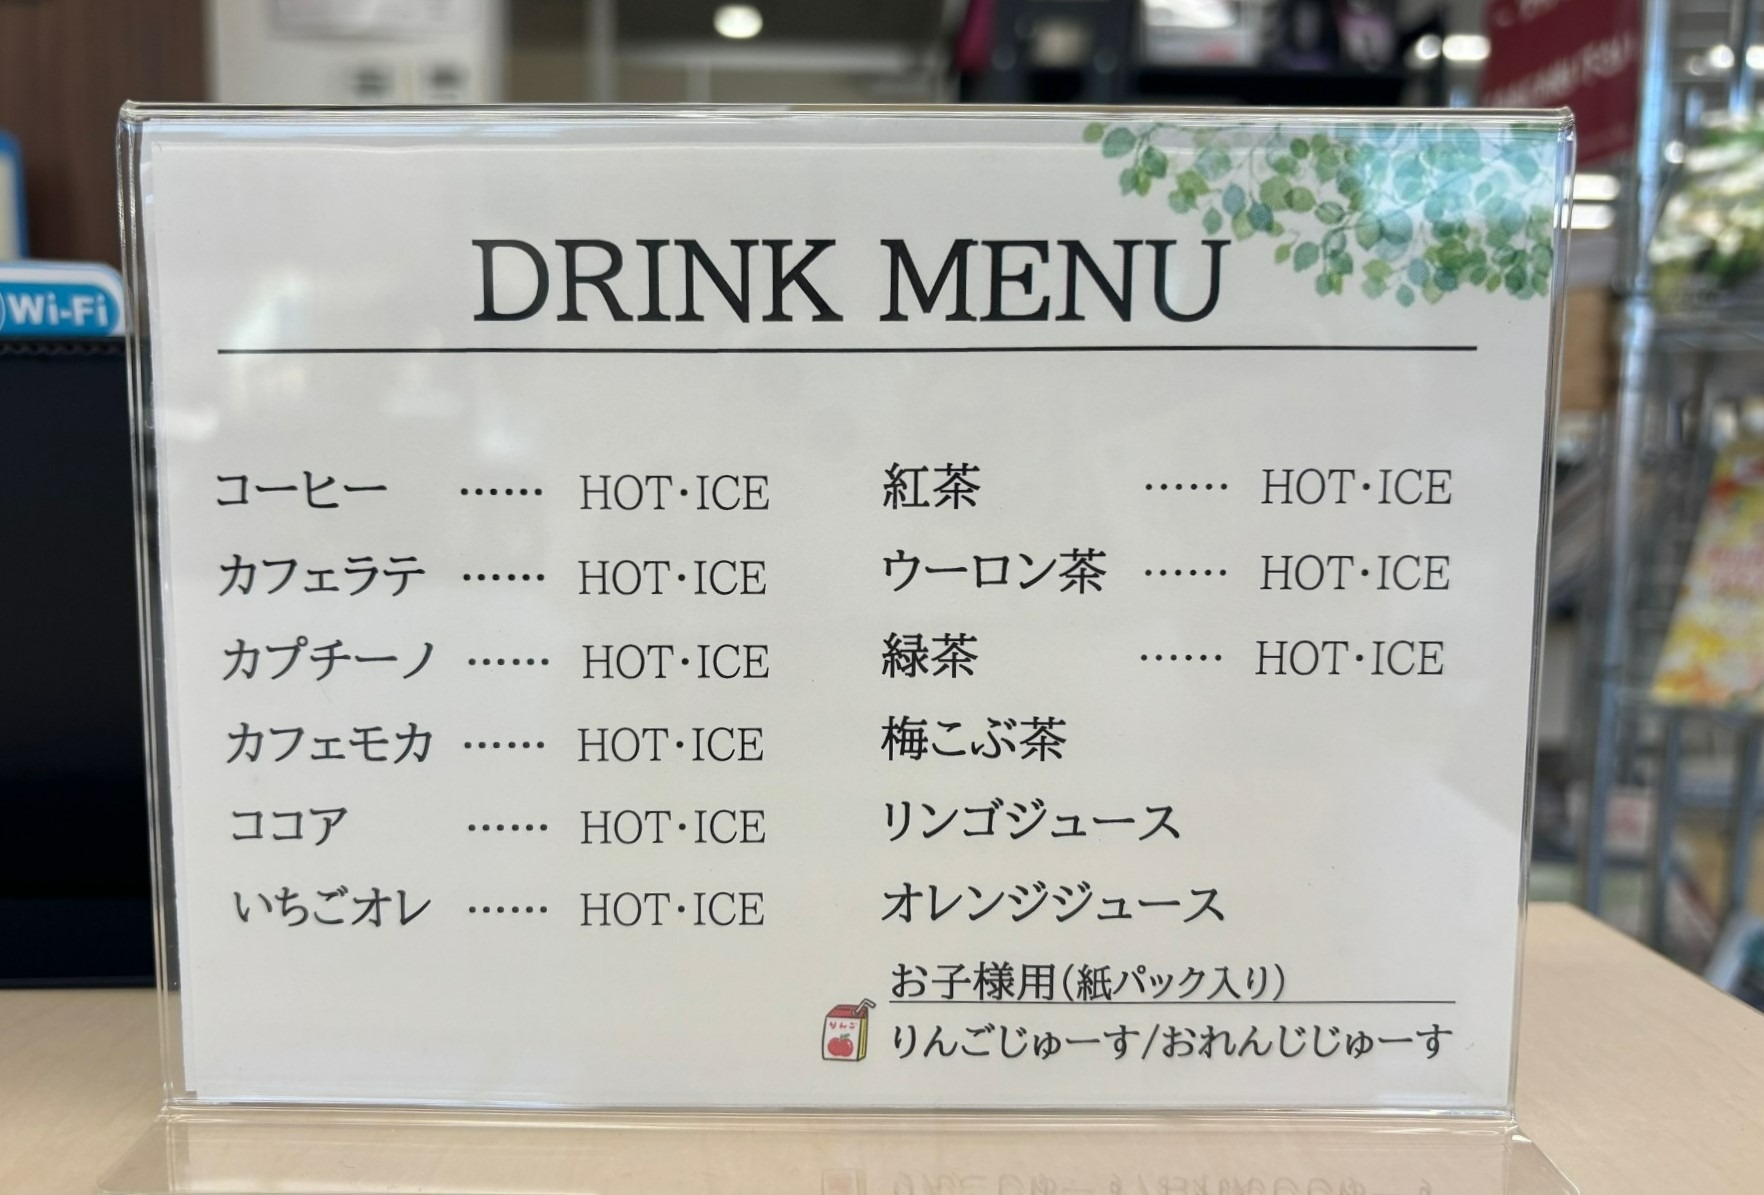 DRINK MENU
コーヒー …… HOT・ICE
カフェラテ …… HOT・ICE
カプチーノ …… HOT・ICE
カフェモカ …… HOT・ICE
ココア …… HOT・ICE
いちごオレ …… HOT・ICE
紅茶 …… HOT・ICE
ウーロン茶 …… HOT・ICE
緑茶 …… HOT・ICE
梅こぶ茶
リンゴジュース
オレンジジュース
お子様用(紙パック入り)
りんご
りんごじゅーす/おれんじじゅーす
Wi-Fi